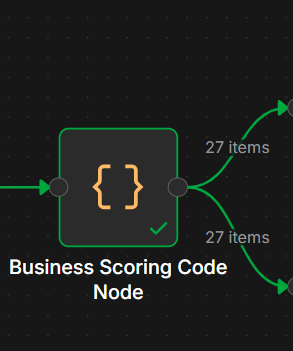 27 items
{ }
27 items
Business Scoring Code
Node